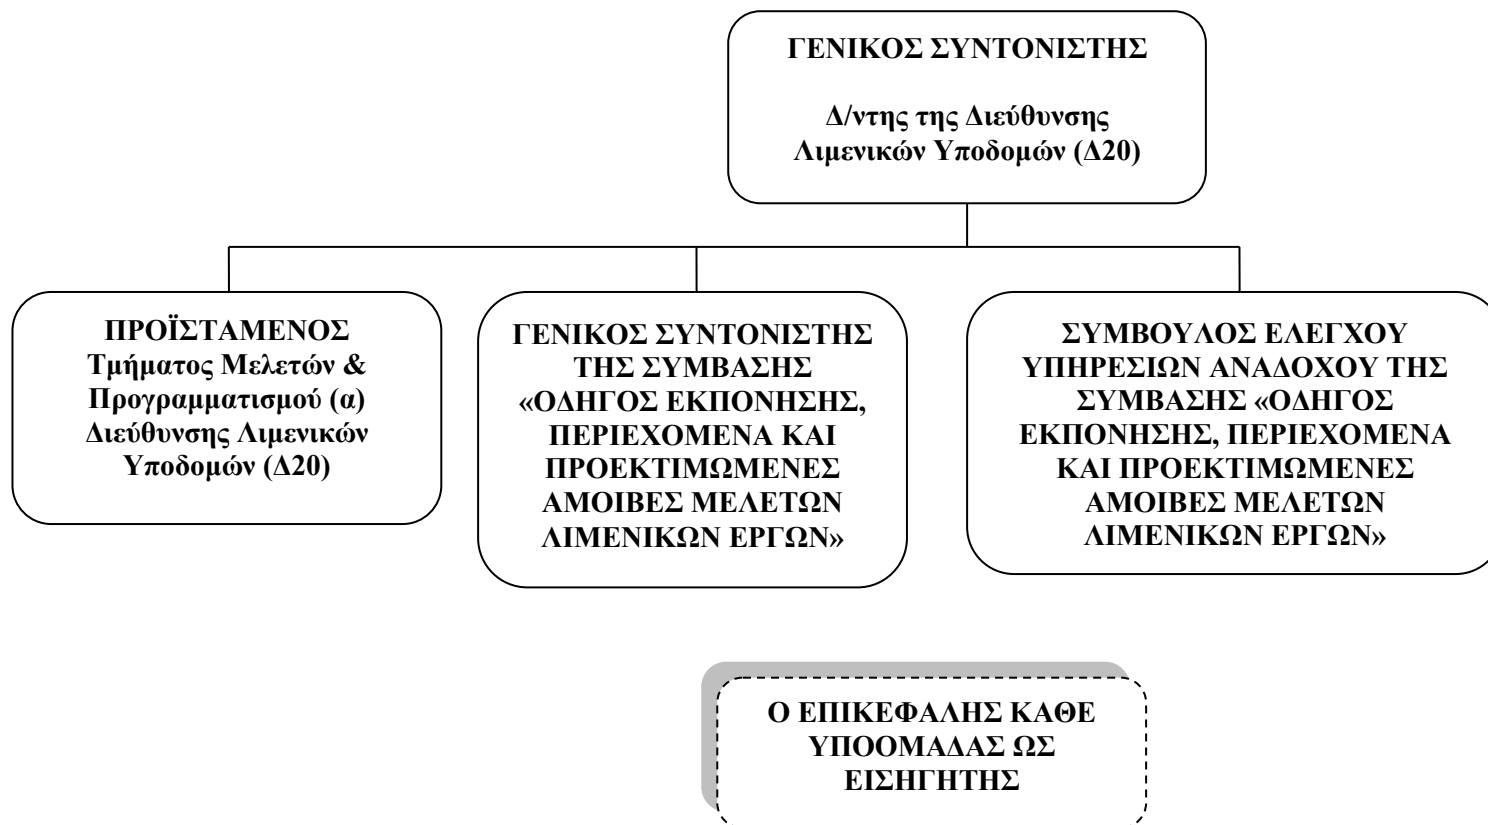 ΓΕΝΙΚΟΣ ΣΥΝΤΟΝΙΣΤΗΣ
Δ/ντης της Διεύθυνσης
Λιμενικών Υποδομών (Δ20)
ΠΡΟΪΣΤΑΜΕΝΟΣ
Τμήματος Μελετών &
Προγραμματισμού (α)
Διεύθυνσης Λιμενικών
Υποδομών (Δ20)
ΓΕΝΙΚΟΣ ΣΥΝΤΟΝΙΣΤΗΣ
ΤΗΣ ΣΥΜΒΑΣΗΣ
«ΟΔΗΓΟΣ ΕΚΠΟΝΗΣΗΣ,
ΠΕΡΙΕΧΟΜΕΝΑ ΚΑΙ
ΠΡΟΕΚΤΙΜΩΜΕΝΕΣ
ΑΜΟΙΒΕΣ ΜΕΛΕΤΩΝ
ΛΙΜΕΝΙΚΩΝ ΕΡΓΩΝ»
ΣΥΜΒΟΥΛΟΣ ΕΛΕΓΧΟΥ
ΥΠΗΡΕΣΙΩΝ ΑΝΑΔΟΧΟΥ ΤΗΣ
ΣΥΜΒΑΣΗΣ «ΟΔΗΓΟΣ
ΕΚΠΟΝΗΣΗΣ, ΠΕΡΙΕΧΟΜΕΝΑ
ΚΑΙ ΠΡΟΕΚΤΙΜΩΜΕΝΕΣ
ΑΜΟΙΒΕΣ ΜΕΛΕΤΩΝ
ΛΙΜΕΝΙΚΩΝ ΕΡΓΩΝ»
Ο ΕΠΙΚΕΦΑΛΗΣ ΚΑΘΕ
ΥΠΟΟΜΑΔΑΣ ΩΣ
ΕΙΣΗΓΗΤΗΣ